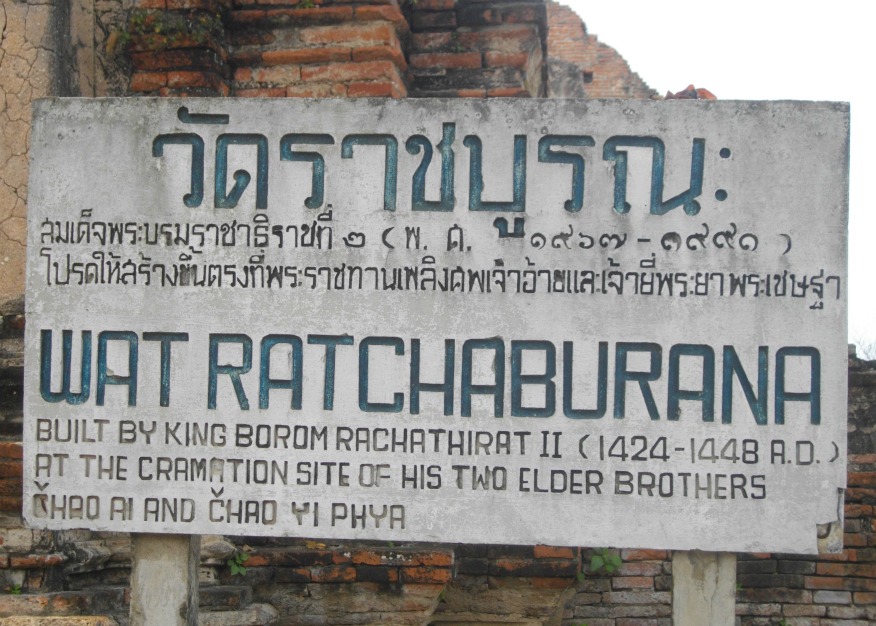 วัดราชบูรณะ
สมเด็จพระบรมราชาธิราชที่ ๒ ( พ. ศ. ๑๙๖๗ - ๑๙๙๑ )
โปรดให้สร้างขึ้นตรงที่พระราชทานเพลิงศพเจ้าอ้ายและเจ้ายี่พระยา พระเชษฐา
WAT RATCHABURANA
BUILT BY KING BOROM RACHATHIRAT II (1424-1448 A.D.)
AT THE CRAMATION SITE OF HIS TWO ELDER BROTHERS
ČHAO AI AND ČHAO YI PHYA